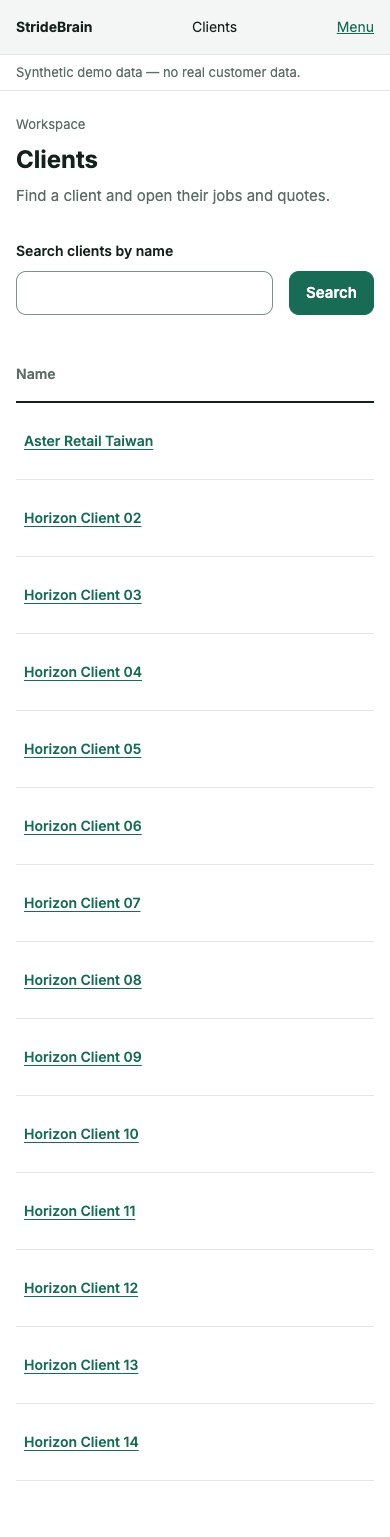 StrideBrain Clients Menu
Synthetic demo data — no real customer data.
Workspace
Clients
Find a client and open their jobs and quotes.
Search clients by name
Search
Name
Aster Retail Taiwan
Horizon Client 02
Horizon Client 03
Horizon Client 04
Horizon Client 05
Horizon Client 06
Horizon Client 07
Horizon Client 08
Horizon Client 09
Horizon Client 10
Horizon Client 11
Horizon Client 12
Horizon Client 13
Horizon Client 14